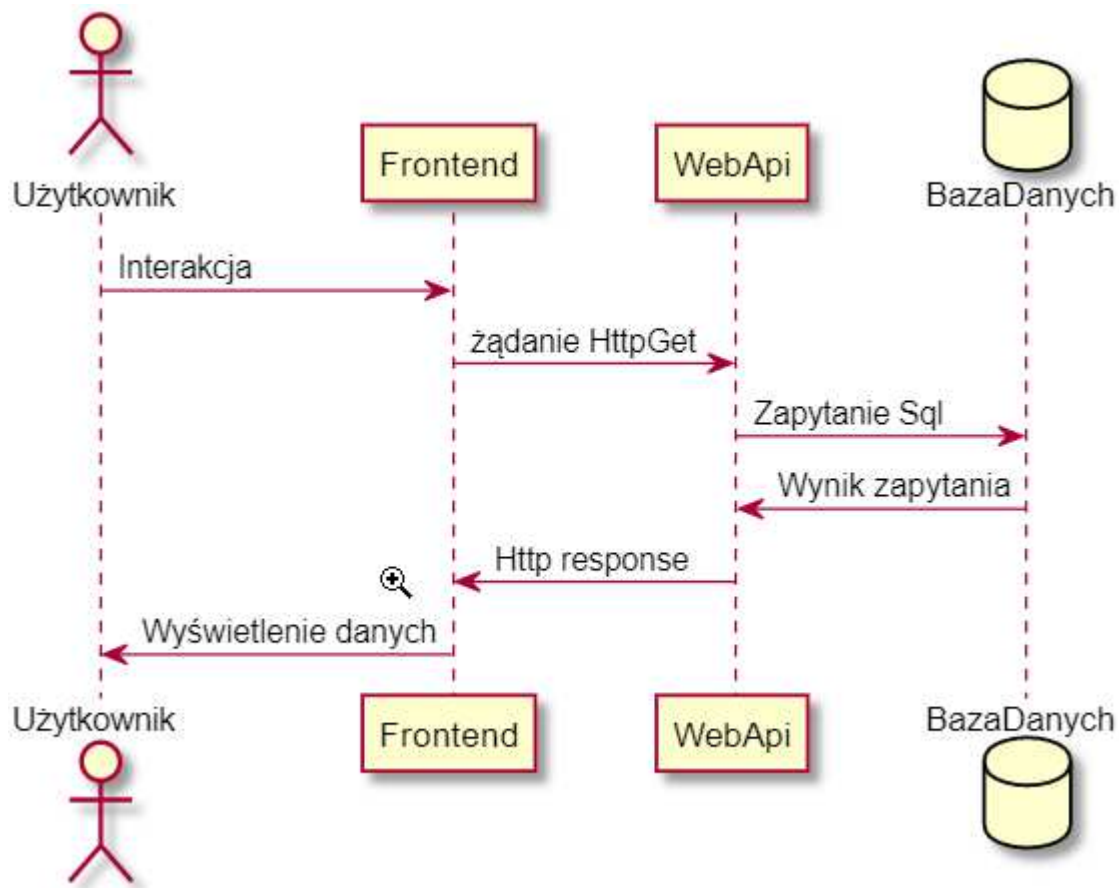 Użytkownik
Frontend
WebApi
BazaDanych
Interakcja
żądanie HttpGet
Zapytanie Sql
Wynik zapytania
Http response
Wyświetlenie danych
Użytkownik
Frontend
WebApi
BazaDanych